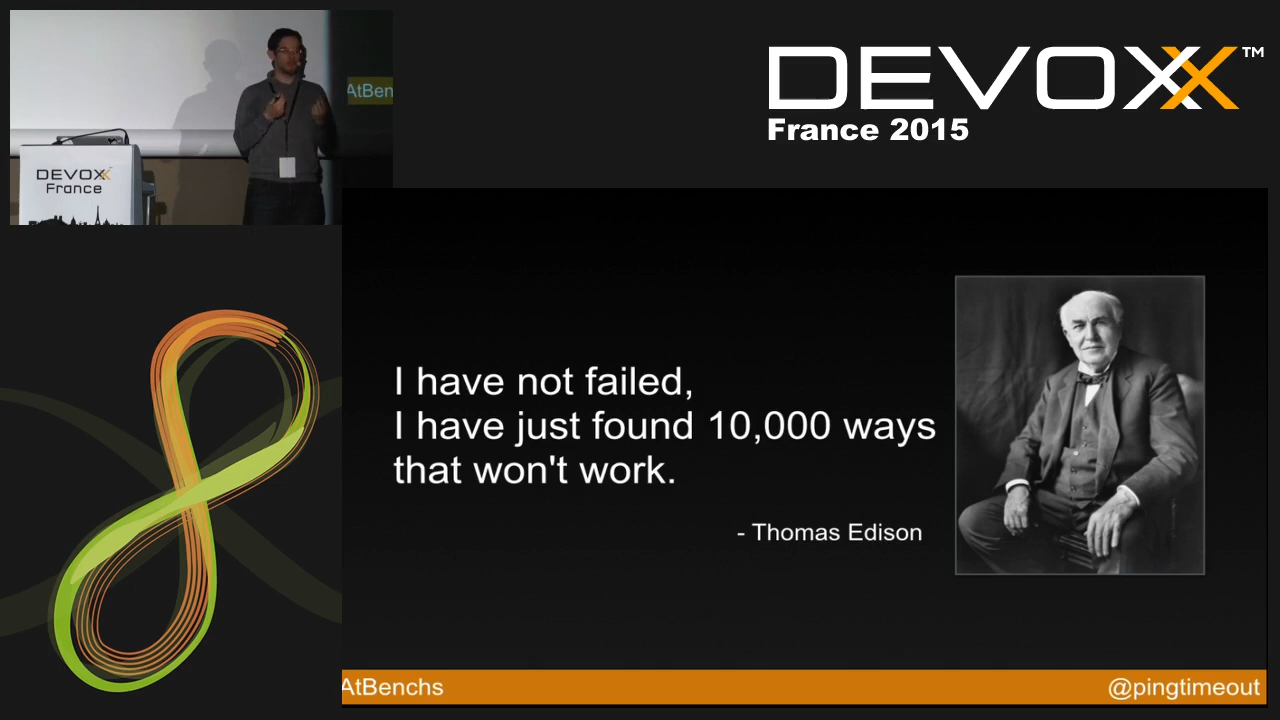 AtBen
DEVOXX
France
DEVOXX™
France 2015
I have not failed,
I have just found 10,000 ways
that won't work.
- Thomas Edison
AtBenchs
@pingtimeout